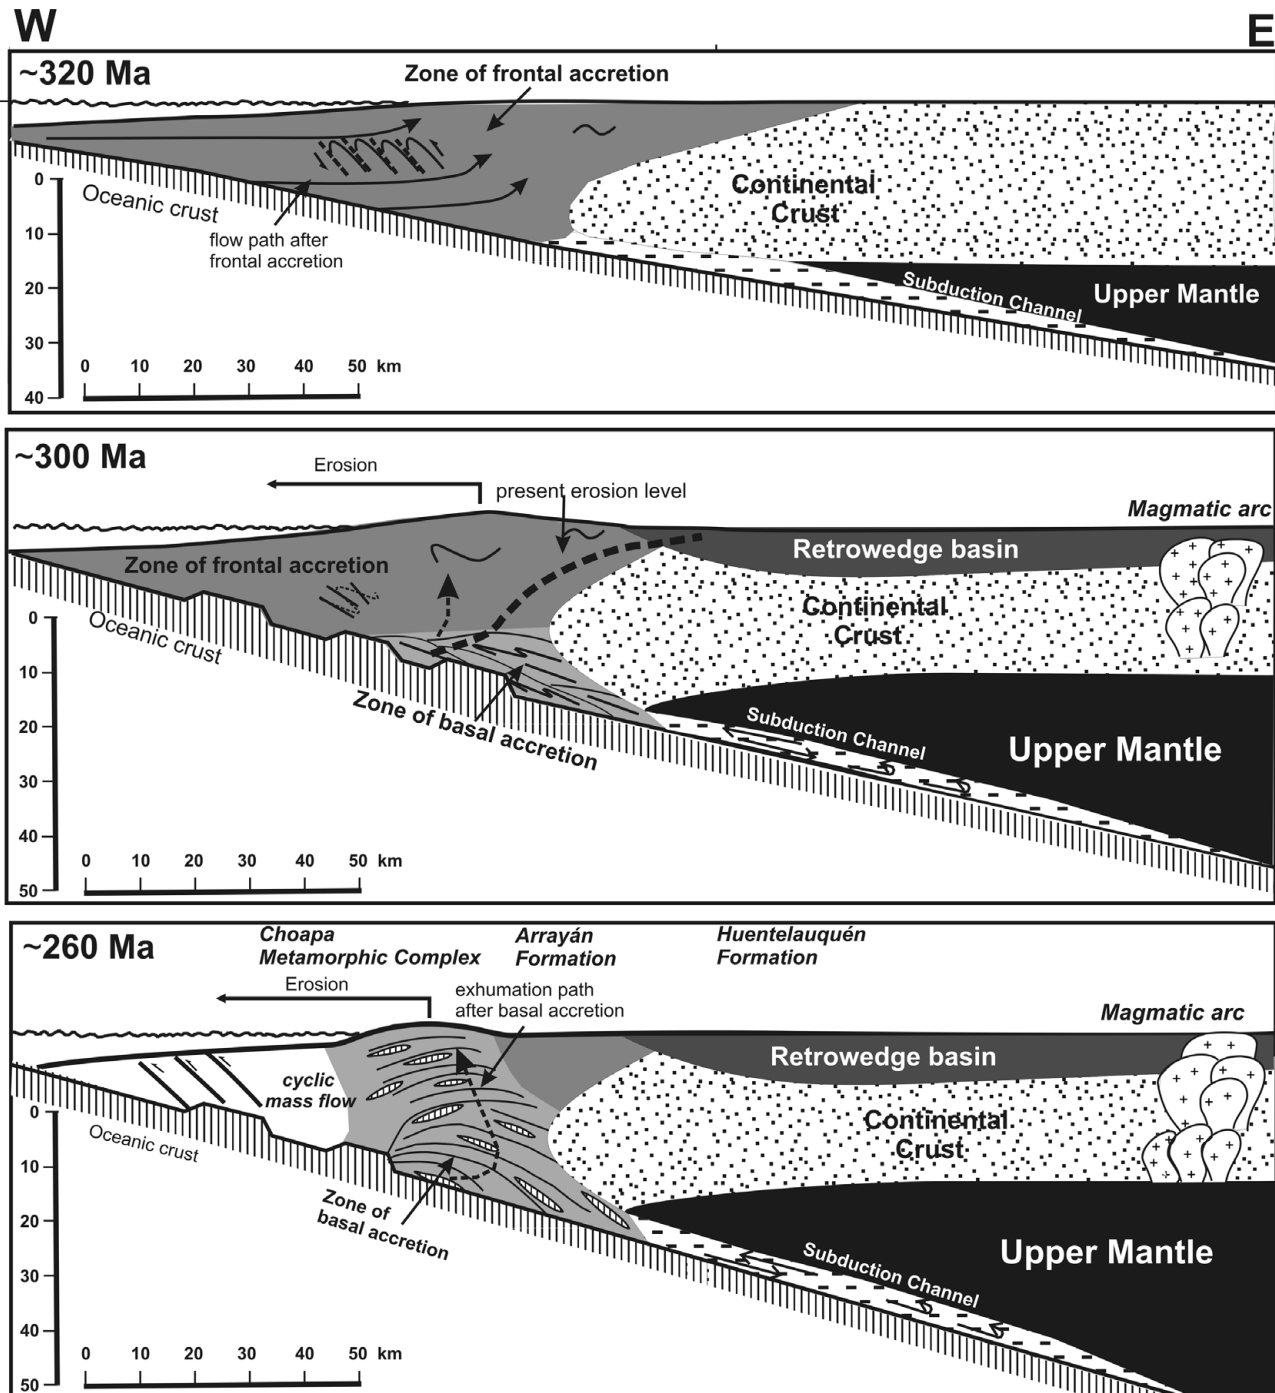 W
E
~320 Ma
Zone of frontal accretion
Continental
Crust
0
Oceanic crust
flow path after
frontal accretion
10
20
30
40
Subduction Channel
Upper Mantle
0 10 20 30 40 50 km
~300 Ma
Erosion
present erosion level
Magmatic arc
Retrowedge basin
Zone of frontal accretion
Continental
Crust
0
Oceanic crust
10
Zone of basal accretion
20
30
40
50
Subduction Channel
Upper Mantle
0 10 20 30 40 50 km
~260 Ma
Choapa
Metamorphic Complex
Arrayán
Formation
Huentelauquén
Formation
Erosion
exhumation path
after basal accretion
Magmatic arc
Retrowedge basin
cyclic
mass flow
Continental
Crust
0
Oceanic crust
10
Zone of
basal accretion
20
30
40
50
Subduction Channel
Upper Mantle
0 10 20 30 40 50 km